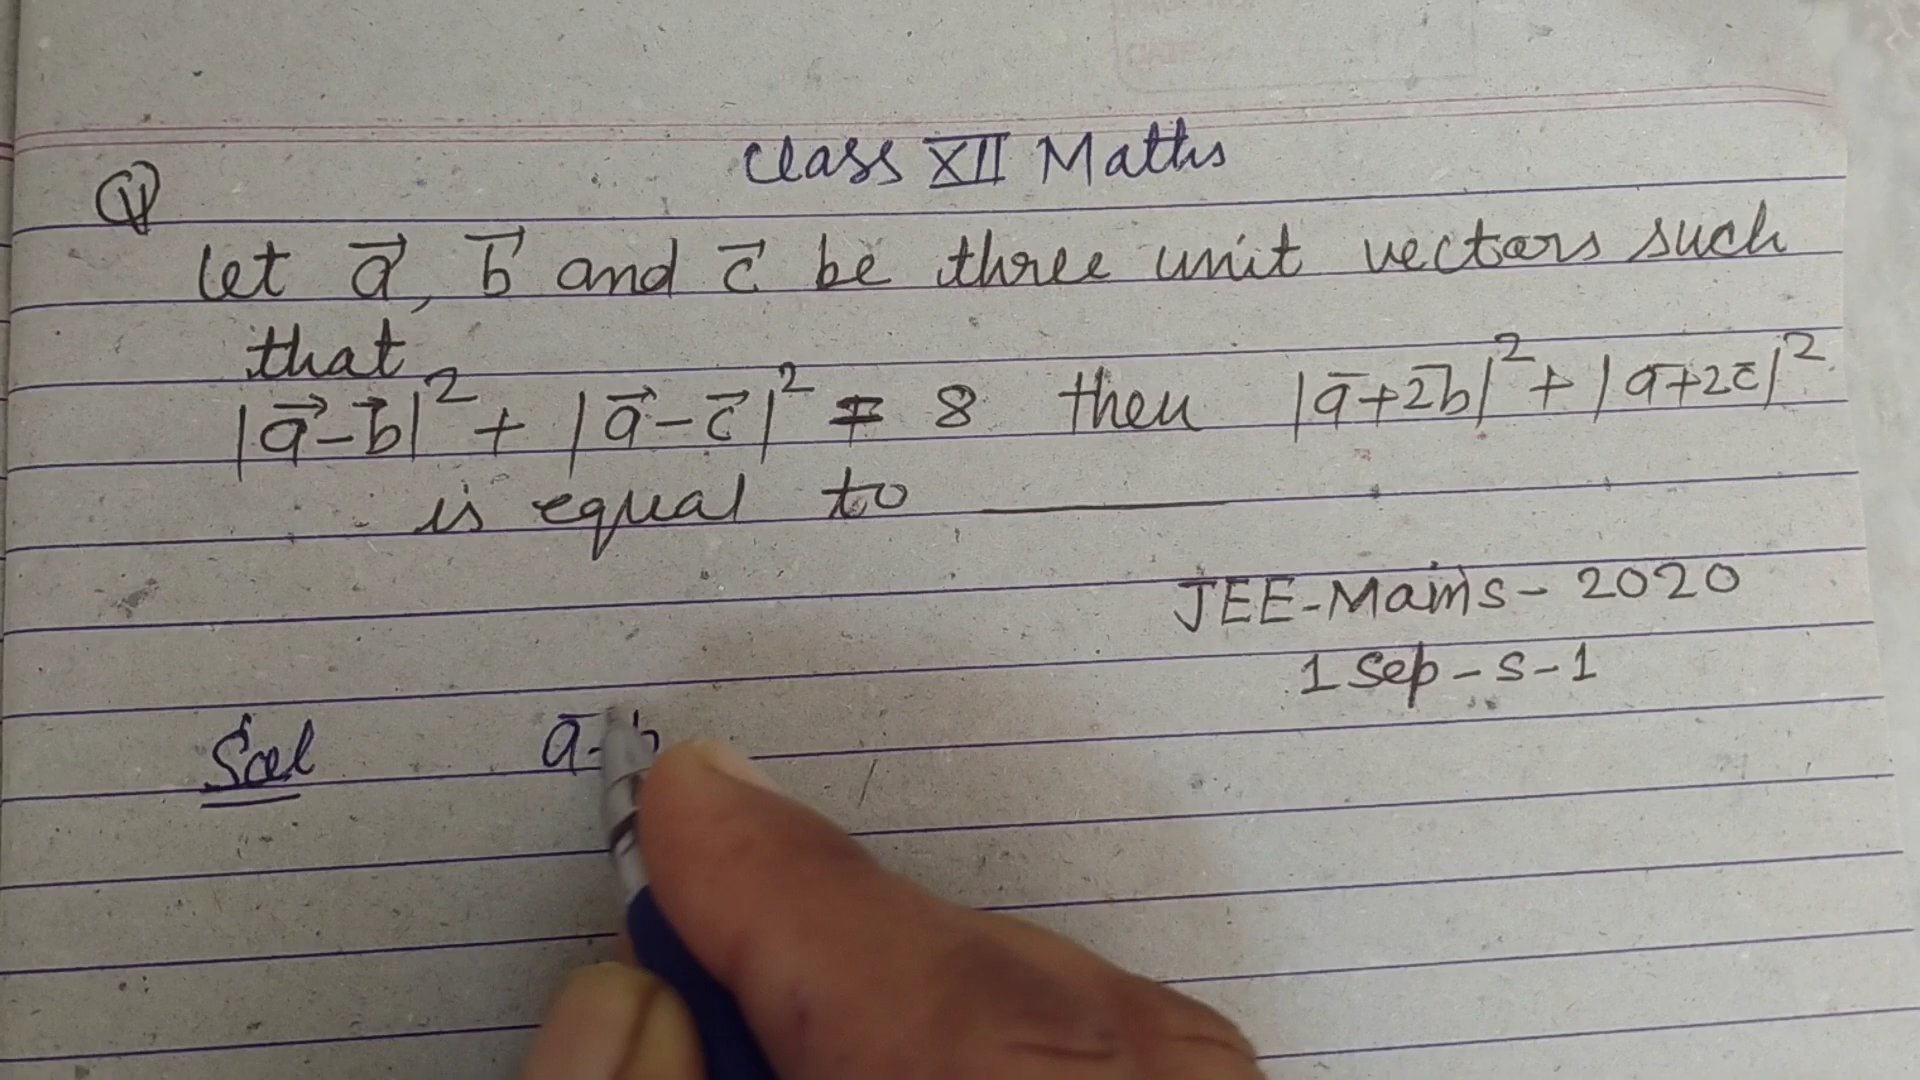 Class XII Maths
Q
Let a⃗, b⃗ and c⃗ be three unit vectors such
that
|a⃗-b⃗|² + |a⃗-c⃗|² = 8 then |a̅+2b̅|² + |a̅+2c̅|²
is equal to ______
JEE-Mains-2020
1 Sep-S-1
Sol a̅-b